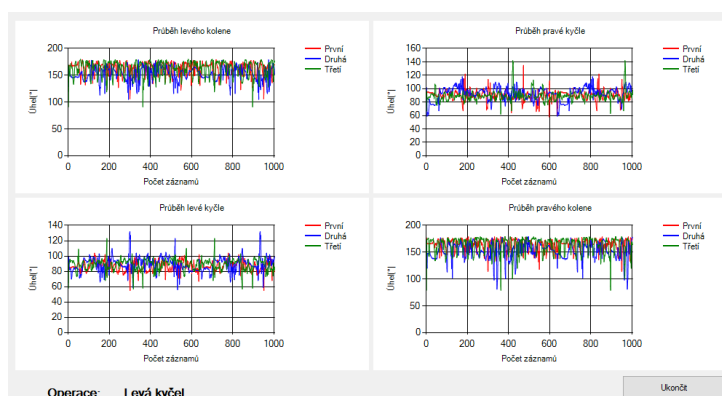 Průběh levého kolene
Úhel[°]
200
150
100
50
0
0 200 400 600 800 1000
Počet záznamů
První
Druhá
Třetí
Průběh pravé kyčle
Úhel[°]
160
140
120
100
80
60
40
20
0
0 200 400 600 800 1000
Počet záznamů
První
Druhá
Třetí
Průběh levé kyčle
Úhel[°]
140
120
100
80
60
40
20
0
0 200 400 600 800 1000
Počet záznamů
První
Druhá
Třetí
Průběh pravého kolene
Úhel[°]
200
150
100
50
0
0 200 400 600 800 1000
Počet záznamů
První
Druhá
Třetí
Operace: Levá kyčel
Ukončit